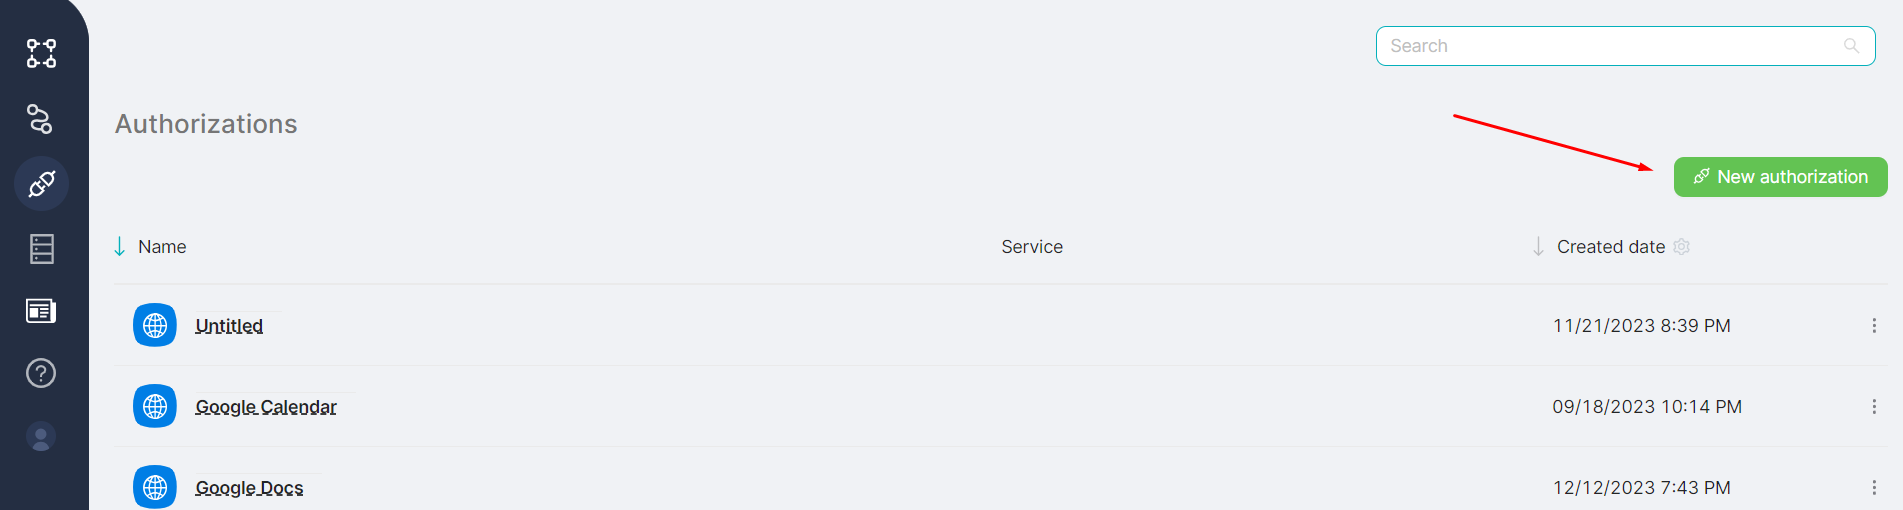 Search
Authorizations
New authorization
Name Service Created date
Untitled 11/21/2023 8:39 PM
Google Calendar 09/18/2023 10:14 PM
Google Docs 12/12/2023 7:43 PM